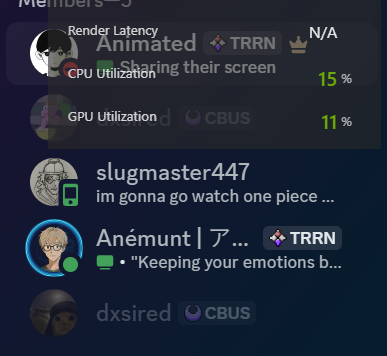 Members—5
Render Latency N/A
Animated TRRN
Sharing their screen
CPU Utilization 15 %
dxsired CBUS
GPU Utilization 11 %
slugmaster447
im gonna go watch one piece ...
Anémunt | ア... TRRN
• "Keeping your emotions b...
dxsired CBUS